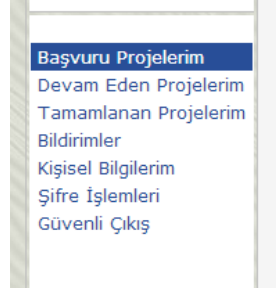 Başvuru Projelerim
Devam Eden Projelerim
Tamamlanan Projelerim
Bildirimler
Kişisel Bilgilerim
Şifre İşlemleri
Güvenli Çıkış